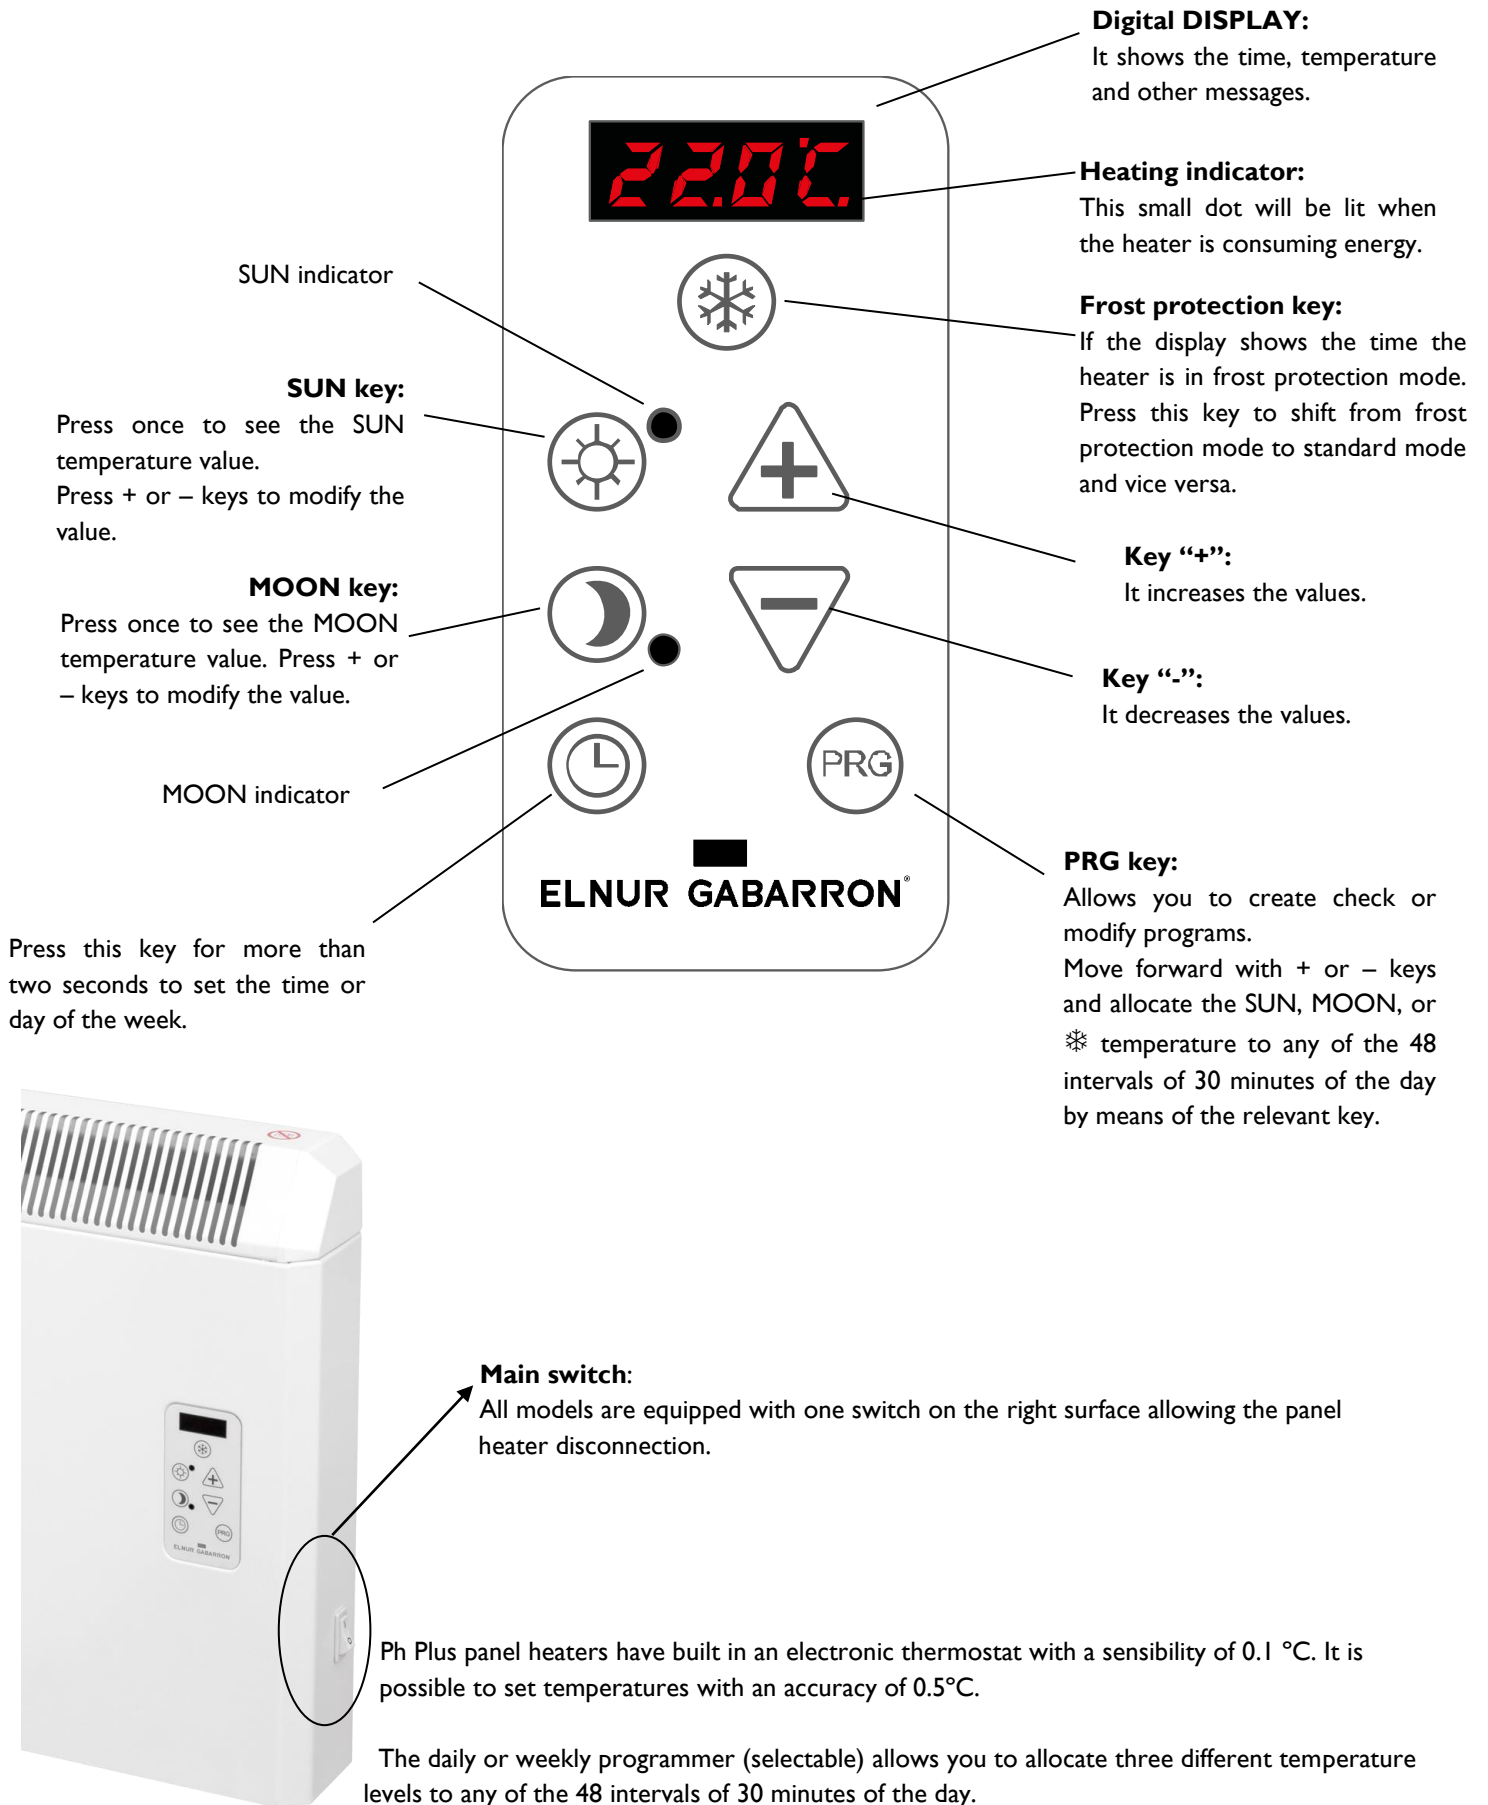 Digital DISPLAY:
It shows the time, temperature
and other messages.
22.0°C.
Heating indicator:
This small dot will be lit when
the heater is consuming energy.
SUN indicator
Frost protection key:
If the display shows the time the
heater is in frost protection mode.
Press this key to shift from frost
protection mode to standard mode
and vice versa.
SUN key:
Press once to see the SUN
temperature value.
Press + or – keys to modify the
value.
Key “+”:
It increases the values.
MOON key:
Press once to see the MOON
temperature value. Press + or
– keys to modify the value.
Key “-”:
It decreases the values.
MOON indicator
PRG
ELNUR GABARRON®
PRG key:
Allows you to create check or
modify programs.
Move forward with + or – keys
and allocate the SUN, MOON, or
❄ temperature to any of the 48
intervals of 30 minutes of the day
by means of the relevant key.
Press this key for more than
two seconds to set the time or
day of the week.
Main switch:
All models are equipped with one switch on the right surface allowing the panel
heater disconnection.
PRG
ELNUR GABARRON
Ph Plus panel heaters have built in an electronic thermostat with a sensibility of 0.1 ºC. It is
possible to set temperatures with an accuracy of 0.5ºC.
The daily or weekly programmer (selectable) allows you to allocate three different temperature
levels to any of the 48 intervals of 30 minutes of the day.